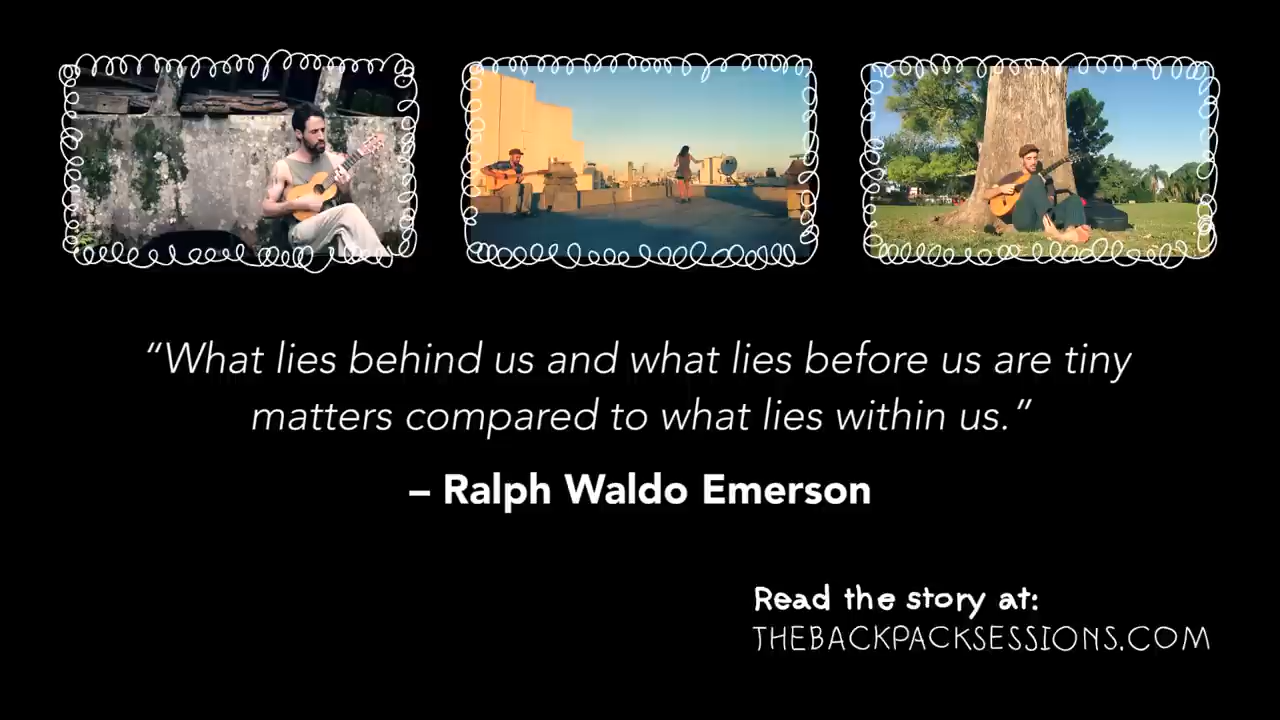 “What lies behind us and what lies before us are tiny
matters compared to what lies within us.”
– Ralph Waldo Emerson
Read the story at:
THEBACKPACKSESSIONS.COM